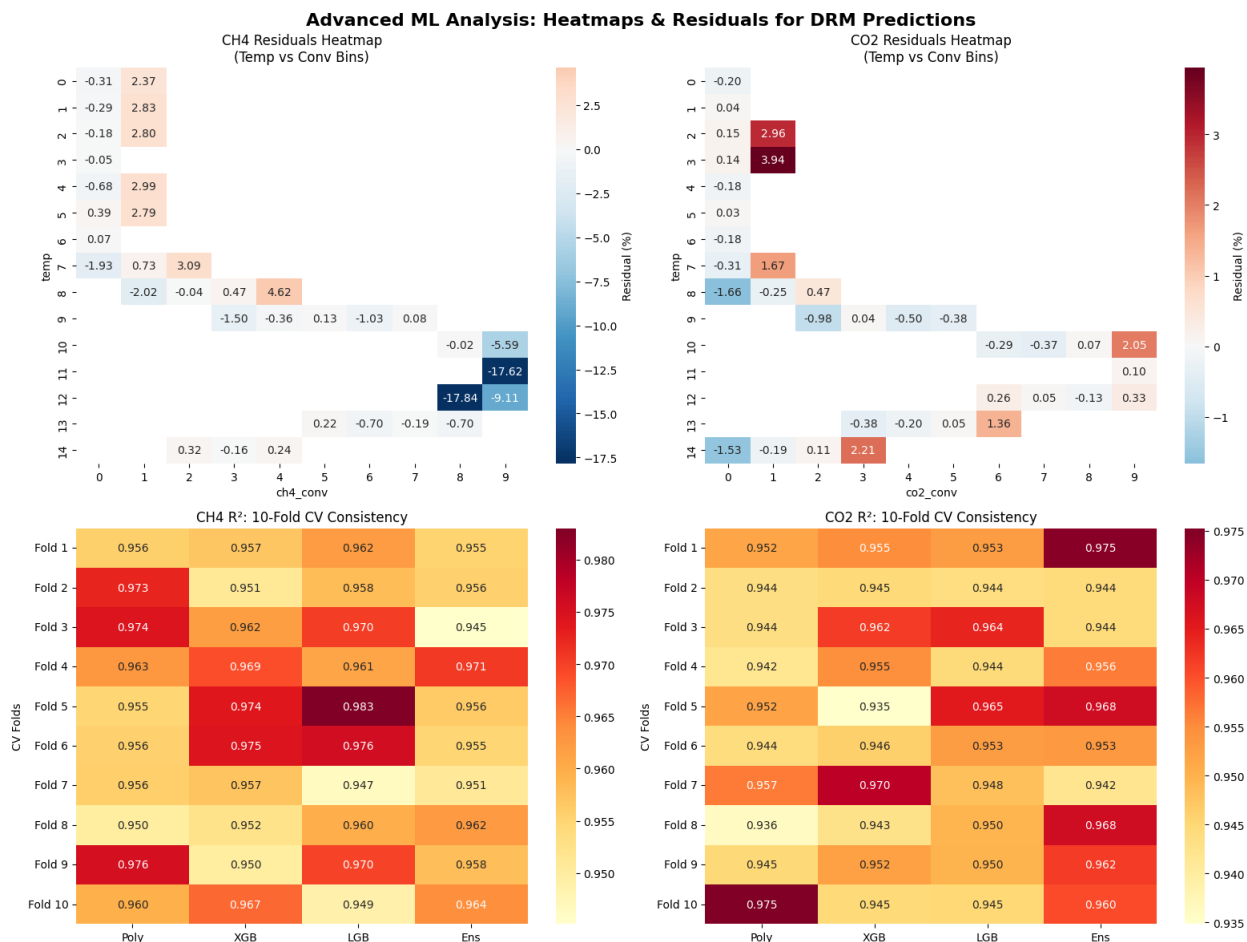 Advanced ML Analysis: Heatmaps & Residuals for DRM Predictions
CH4 Residuals Heatmap
(Temp vs Conv Bins)
0 -0.31 2.37
1 -0.29 2.83
2 -0.18 2.80
3 -0.05
4 -0.68 2.99
5 0.39 2.79
6 0.07
7 -1.93 0.73 3.09
8 -2.02 -0.04 0.47 4.62
9 -1.50 -0.36 0.13 -1.03 0.08
10 -0.02 -5.59
11 -17.62
12 -17.84 -9.11
13 0.22 -0.70 -0.19 -0.70
14 0.32 -0.16 0.24
0 1 2 3 4 5 6 7 8 9
temp
ch4_conv
2.5
0.0
−2.5
−5.0
−7.5
−10.0
−12.5
−15.0
−17.5
Residual (%)
CO2 Residuals Heatmap
(Temp vs Conv Bins)
0 -0.20
1 0.04
2 0.15 2.96
3 0.14 3.94
4 -0.18
5 0.03
6 -0.18
7 -0.31 1.67
8 -1.66 -0.25 0.47
9 -0.98 0.04 -0.50 -0.38
10 -0.29 -0.37 0.07 2.05
11 0.10
12 0.26 0.05 -0.13 0.33
13 -0.38 -0.20 0.05 1.36
14 -1.53 -0.19 0.11 2.21
0 1 2 3 4 5 6 7 8 9
temp
co2_conv
3
2
1
0
−1
Residual (%)
CH4 R²: 10-Fold CV Consistency
Fold 1 0.956 0.957 0.962 0.955
Fold 2 0.973 0.951 0.958 0.956
Fold 3 0.974 0.962 0.970 0.945
Fold 4 0.963 0.969 0.961 0.971
Fold 5 0.955 0.974 0.983 0.956
Fold 6 0.956 0.975 0.976 0.955
Fold 7 0.956 0.957 0.947 0.951
Fold 8 0.950 0.952 0.960 0.962
Fold 9 0.976 0.950 0.970 0.958
Fold 10 0.960 0.967 0.949 0.964
Poly XGB LGB Ens
CV Folds
0.980
0.975
0.970
0.965
0.960
0.955
0.950
CO2 R²: 10-Fold CV Consistency
Fold 1 0.952 0.955 0.953 0.975
Fold 2 0.944 0.945 0.944 0.944
Fold 3 0.944 0.962 0.964 0.944
Fold 4 0.942 0.955 0.944 0.956
Fold 5 0.952 0.935 0.965 0.968
Fold 6 0.944 0.946 0.953 0.953
Fold 7 0.957 0.970 0.948 0.942
Fold 8 0.936 0.943 0.950 0.968
Fold 9 0.945 0.952 0.950 0.962
Fold 10 0.975 0.945 0.945 0.960
Poly XGB LGB Ens
CV Folds
0.975
0.970
0.965
0.960
0.955
0.950
0.945
0.940
0.935